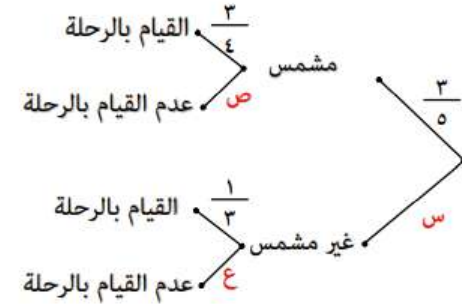 ٣/٥
س
مشمس
٣/٤ القيام بالرحلة
ص عدم القيام بالرحلة
غير مشمس
١/٣ القيام بالرحلة
ع عدم القيام بالرحلة